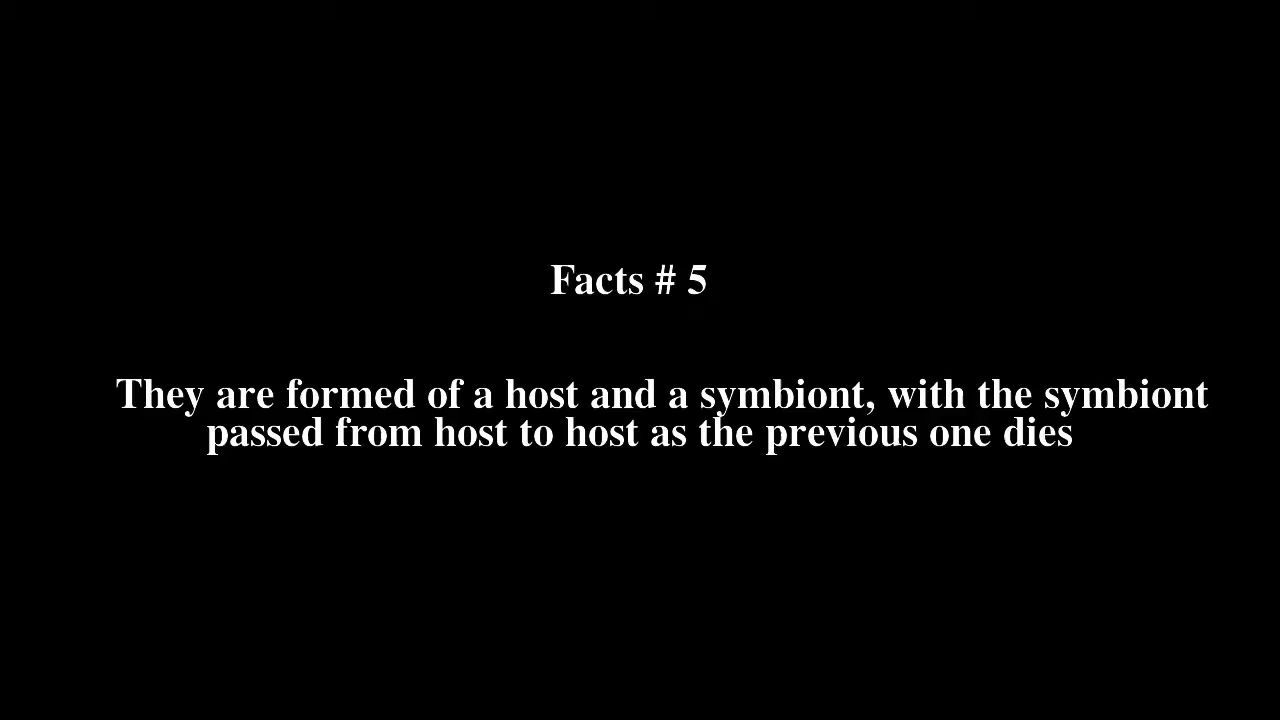 Facts # 5
They are formed of a host and a symbiont, with the symbiont
passed from host to host as the previous one dies